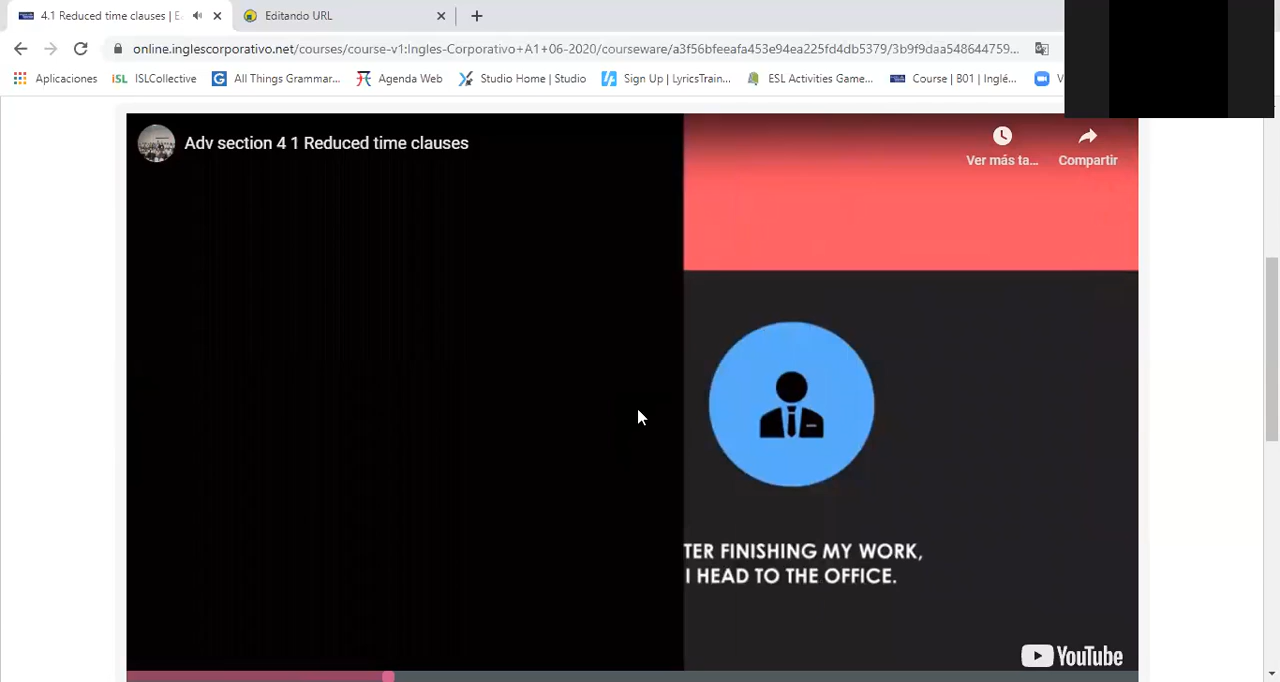 4.1 Reduced time clauses | E
Editando URL
online.inglescorporativo.net/courses/course-v1:Ingles-Corporativo+A1+06-2020/courseware/a3f56bfeeafa453e94ea225fd4db5379/3b9f9daa548644759...
Aplicaciones
iSL ISLCollective
G All Things Grammar...
Agenda Web
Studio Home | Studio
Sign Up | LyricsTrain...
ESL Activities Game...
Course | B01 | Inglé...
V
Adv section 4 1 Reduced time clauses
Ver más ta...
Compartir
TER FINISHING MY WORK,
I HEAD TO THE OFFICE.
YouTube